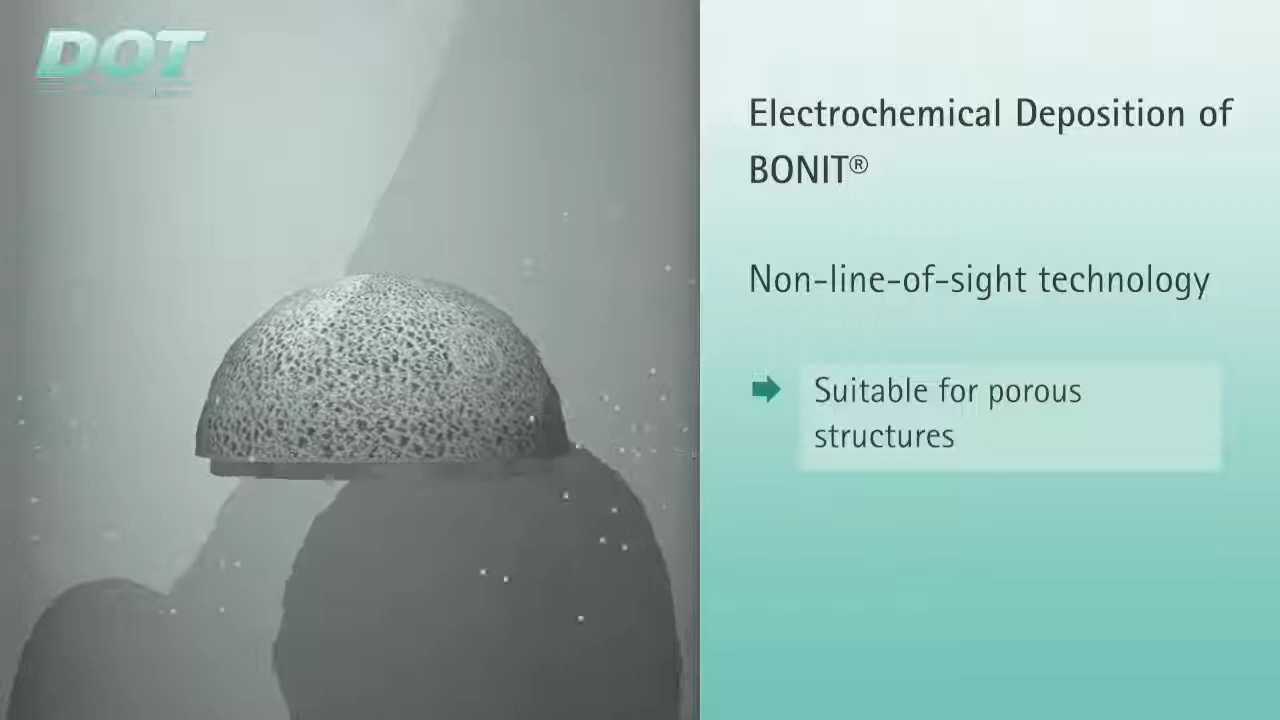 DOT
Electrochemical Deposition of
BONIT®
Non-line-of-sight technology
Suitable for porous
structures